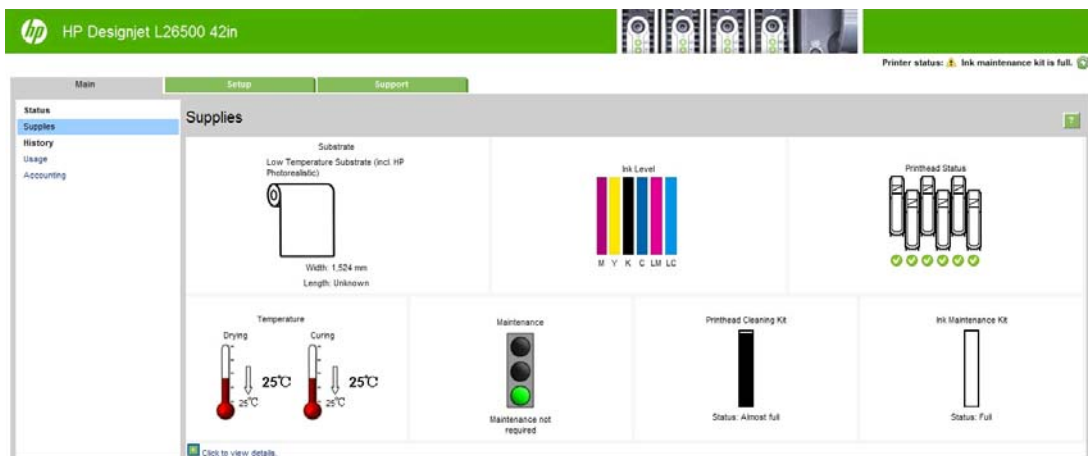 hp HP Designjet L26500 42in
Printer status: Ink maintenance kit is full.
Main Setup Support
Status
Supplies
History
Usage
Accounting
Supplies
?
Substrate
Low Temperature Substrate (incl. HP
Photorealistic)
Width: 1,524 mm
Length: Unknown
Ink Level
M Y K C LM LC
Printhead Status
Temperature
Drying Curing
25°C 25°C
25°C 25°C
Maintenance
Maintenance not
required
Printhead Cleaning Kit
Status: Almost full
Ink Maintenance Kit
Status: Full
Click to view details.